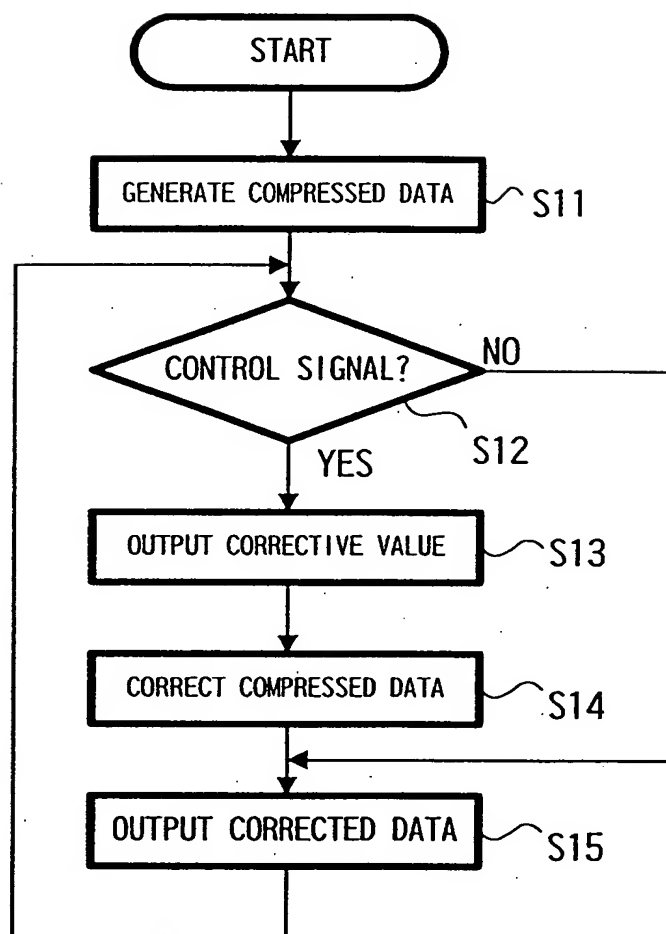 START
GENERATE COMPRESSED DATA
S11
CONTROL SIGNAL?
NO
S12
YES
OUTPUT CORRECTIVE VALUE
S13
CORRECT COMPRESSED DATA
S14
OUTPUT CORRECTED DATA
S15